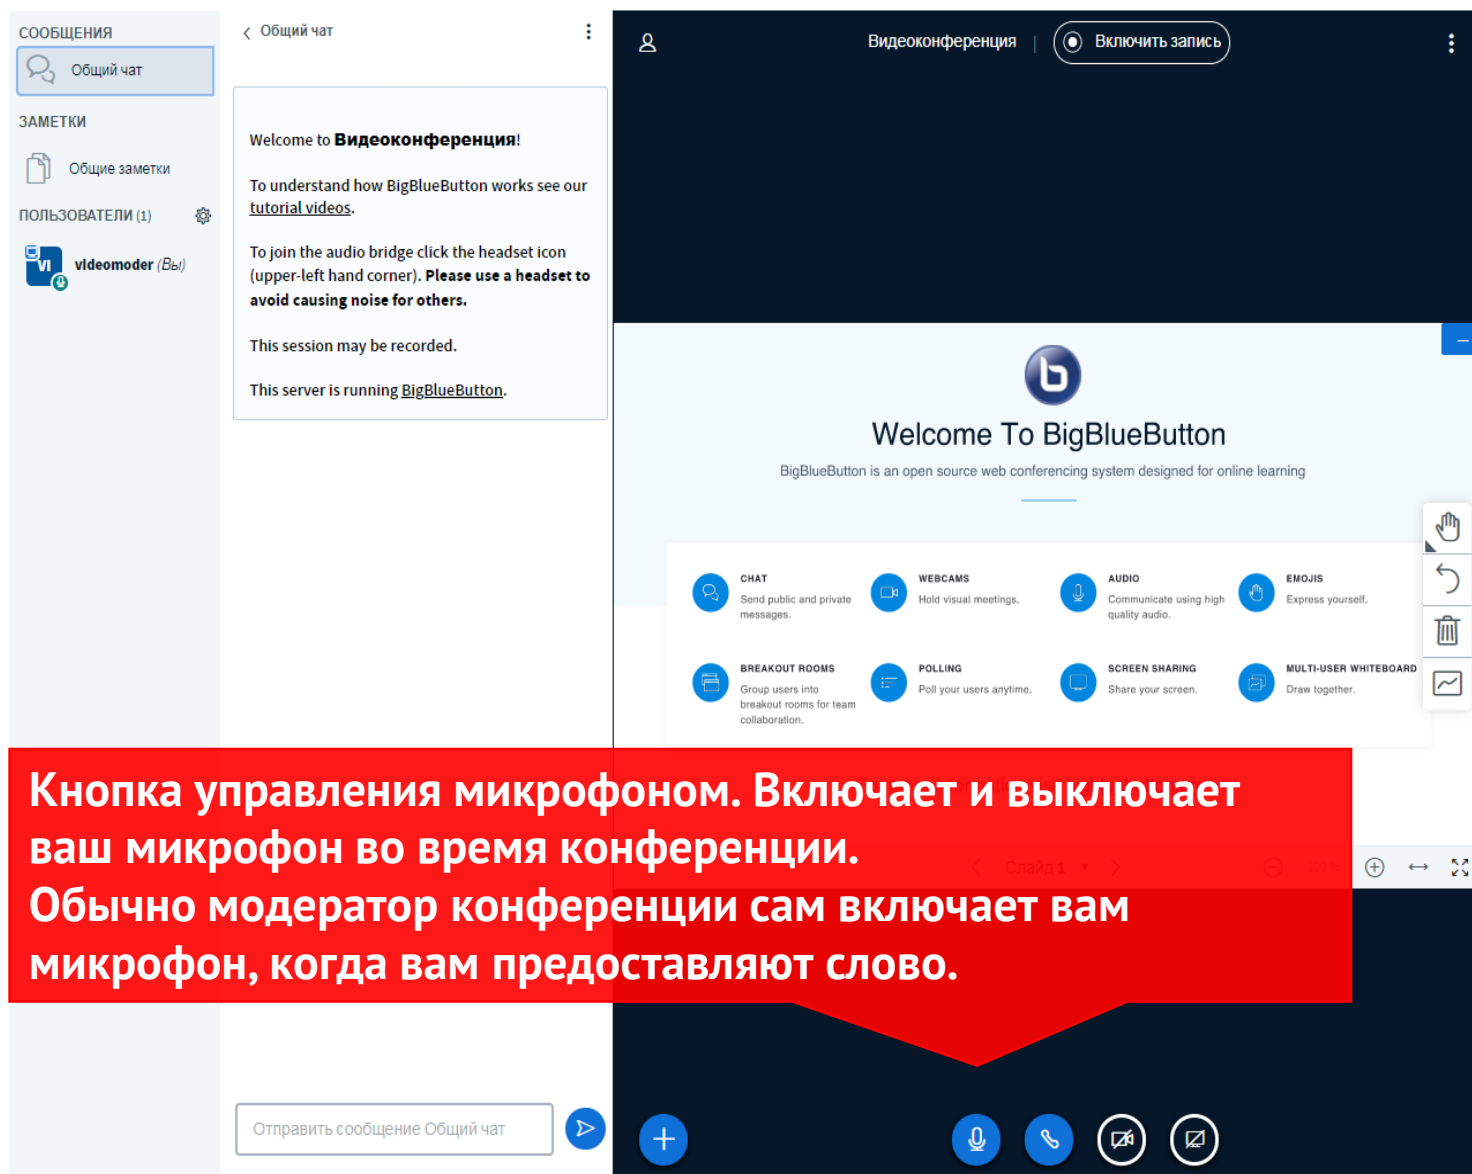 СООБЩЕНИЯ
Общий чат
ЗАМЕТКИ
Общие заметки
ПОЛЬЗОВАТЕЛИ (1)
VI
videomoder (Вы)
Общий чат
Welcome to Видеоконференция!
To understand how BigBlueButton works see our
tutorial videos.
To join the audio bridge click the headset icon
(upper-left hand corner). Please use a headset to
avoid causing noise for others.
This session may be recorded.
This server is running BigBlueButton.
Отправить сообщение Общий чат
Видеоконференция | Включить запись
b
Welcome To BigBlueButton
BigBlueButton is an open source web conferencing system designed for online learning
CHAT
Send public and private
messages.
WEBCAMS
Hold visual meetings.
AUDIO
Communicate using high
quality audio.
EMOJIS
Express yourself.
BREAKOUT ROOMS
Group users into
breakout rooms for team
collaboration.
POLLING
Poll your users anytime.
SCREEN SHARING
Share your screen.
MULTI-USER WHITEBOARD
Draw together.
Слайд 1
Кнопка управления микрофоном. Включает и выключает
ваш микрофон во время конференции.
Обычно модератор конференции сам включает вам
микрофон, когда вам предоставляют слово.